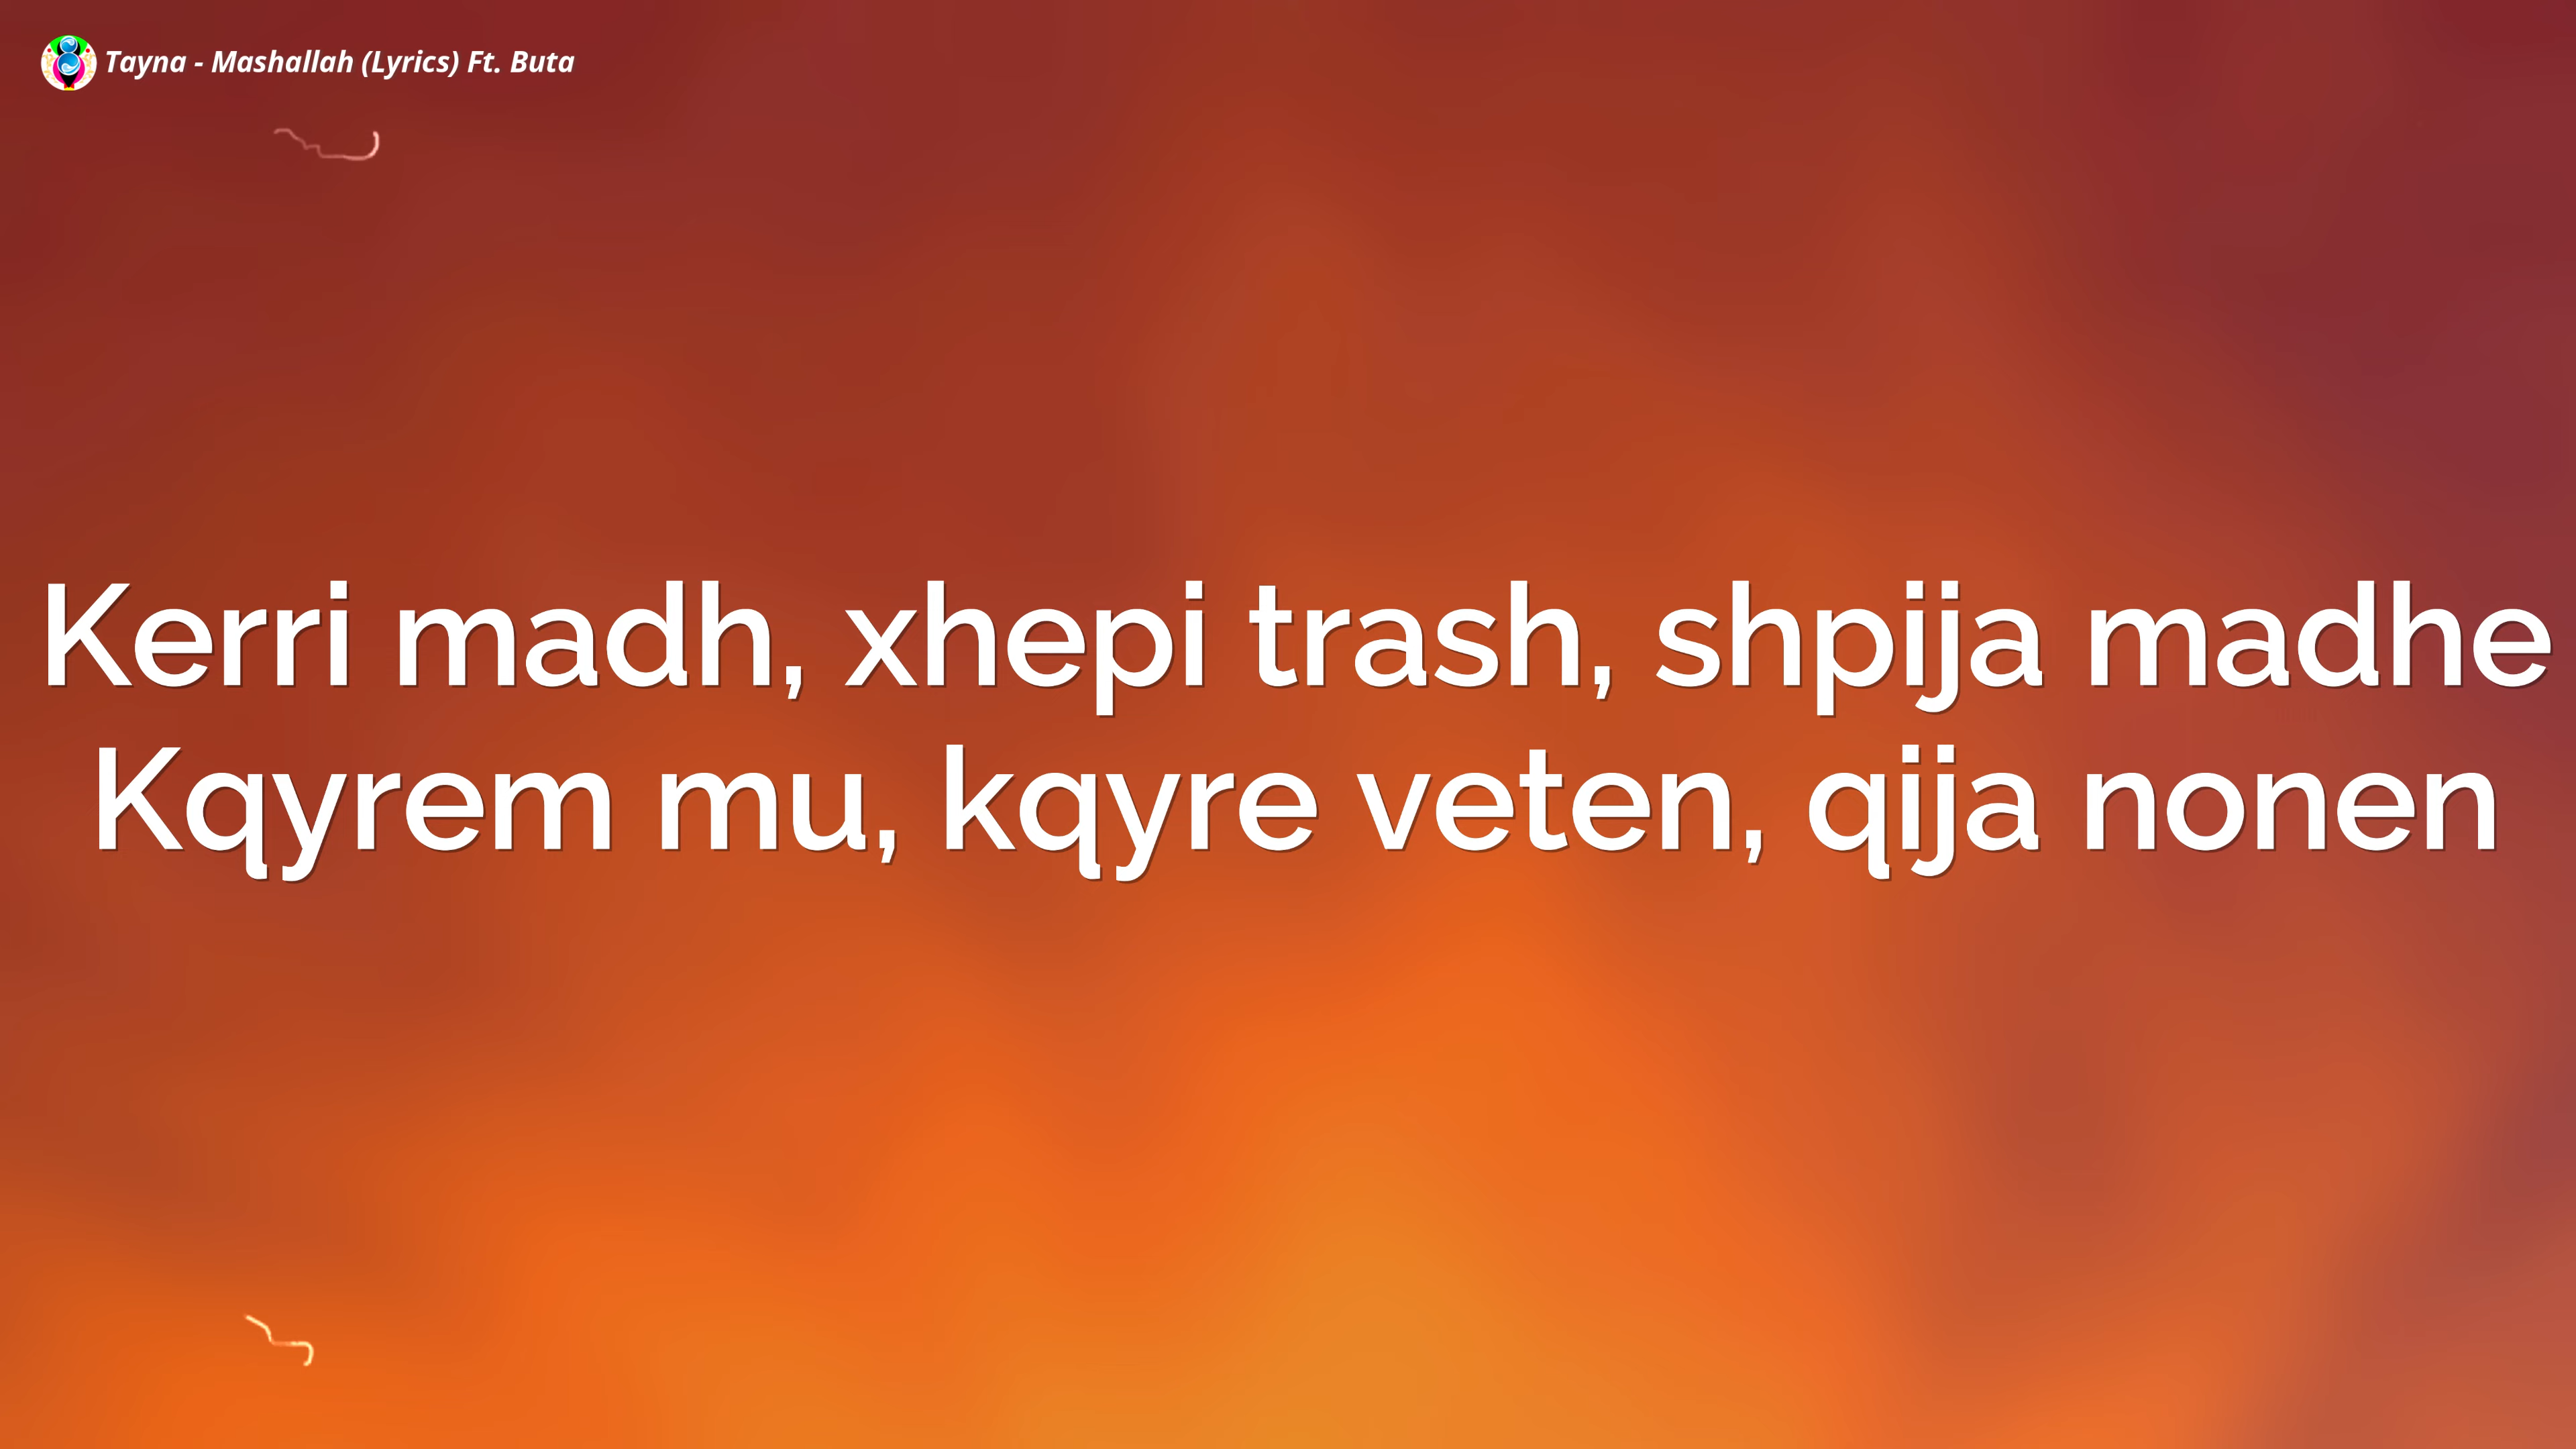 Tayna - Mashallah (Lyrics) Ft. Buta
Kerri madh, xhepi trash, shpija madhe
Kqyrem mu, kqyre veten, qija nonen